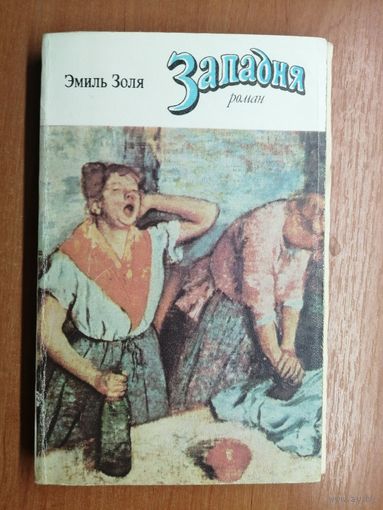 Эмиль Золя
Западня
роман